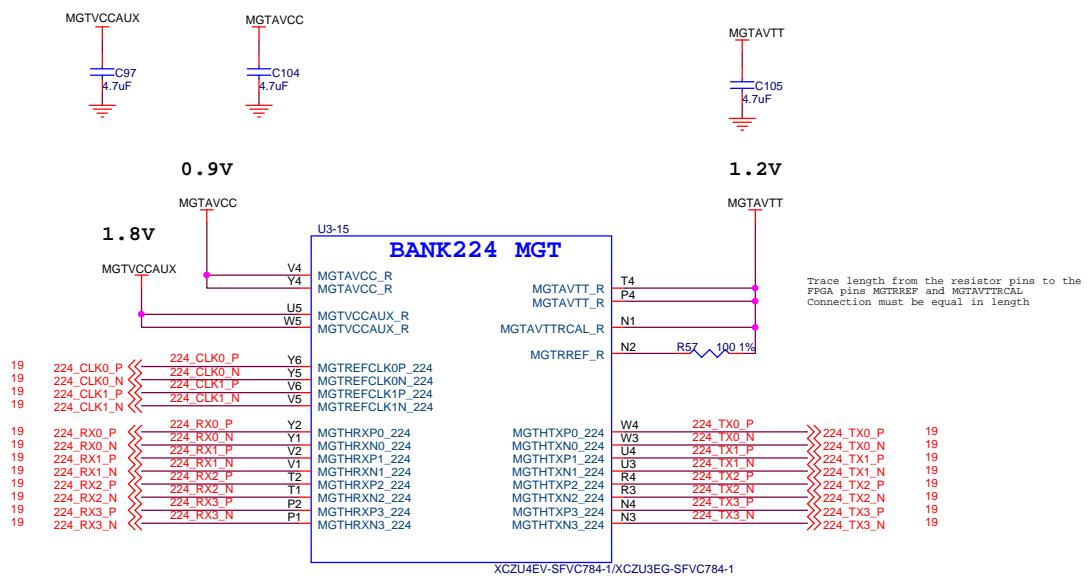 MGTVCCAUX
C97
4.7uF
MGTAVCC
C104
4.7uF
MGTAVTT
C105
4.7uF
0.9V
MGTAVCC
1.8V
MGTVCCAUX
1.2V
MGTAVTT
U3-15
BANK224 MGT
V4 MGTAVCC_R
Y4 MGTAVCC_R
U5 MGTVCCAUX_R
W5 MGTVCCAUX_R
MGTAVTT_R T4
MGTAVTT_R P4
MGTAVTTRCAL_R N1
MGTRREF_R N2 R57 100 1%
Trace length from the resistor pins to the
FPGA pins MGTRREF and MGTAVTTRCAL
Connection must be equal in length
19 224_CLK0_P 224_CLK0_P Y6 MGTREFCLK0P_224
19 224_CLK0_N 224_CLK0_N Y5 MGTREFCLK0N_224
19 224_CLK1_P 224_CLK1_P V6 MGTREFCLK1P_224
19 224_CLK1_N 224_CLK1_N V5 MGTREFCLK1N_224
19 224_RX0_P 224_RX0_P Y2 MGTHRXP0_224
19 224_RX0_N 224_RX0_N Y1 MGTHRXN0_224
19 224_RX1_P 224_RX1_P V2 MGTHRXP1_224
19 224_RX1_N 224_RX1_N V1 MGTHRXN1_224
19 224_RX2_P 224_RX2_P T2 MGTHRXP2_224
19 224_RX2_N 224_RX2_N T1 MGTHRXN2_224
19 224_RX3_P 224_RX3_P P2 MGTHRXP3_224
19 224_RX3_N 224_RX3_N P1 MGTHRXN3_224
MGTHTXP0_224 W4 224_TX0_P 224_TX0_P 19
MGTHTXN0_224 W3 224_TX0_N 224_TX0_N 19
MGTHTXP1_224 U4 224_TX1_P 224_TX1_P 19
MGTHTXN1_224 U3 224_TX1_N 224_TX1_N 19
MGTHTXP2_224 R4 224_TX2_P 224_TX2_P 19
MGTHTXN2_224 R3 224_TX2_N 224_TX2_N 19
MGTHTXP3_224 N4 224_TX3_P 224_TX3_P 19
MGTHTXN3_224 N3 224_TX3_N 224_TX3_N 19
XCZU4EV-SFVC784-1/XCZU3EG-SFVC784-1